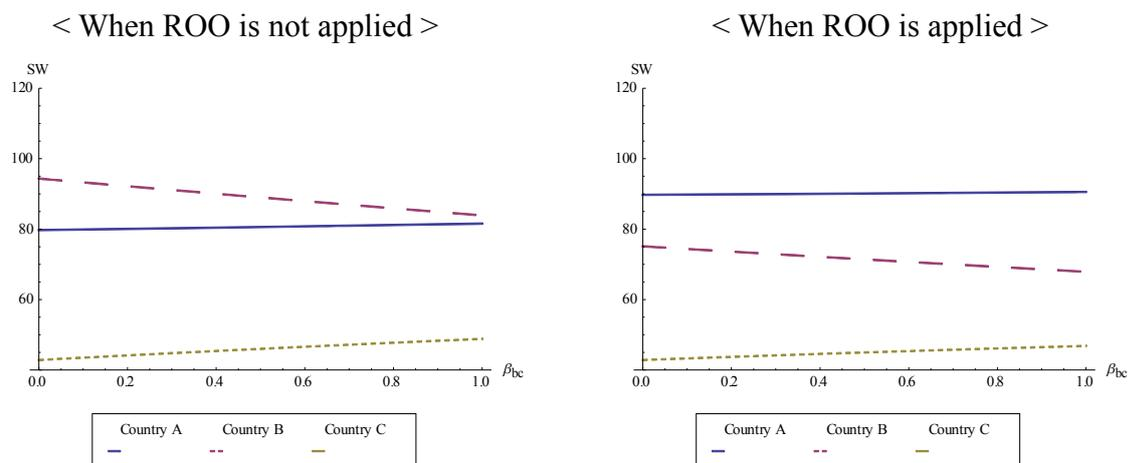 < When ROO is not applied >
SW
120
100
80
60
0.0 0.2 0.4 0.6 0.8 1.0 βbc
Country A Country B Country C
< When ROO is applied >
SW
120
100
80
60
0.0 0.2 0.4 0.6 0.8 1.0 βbc
Country A Country B Country C